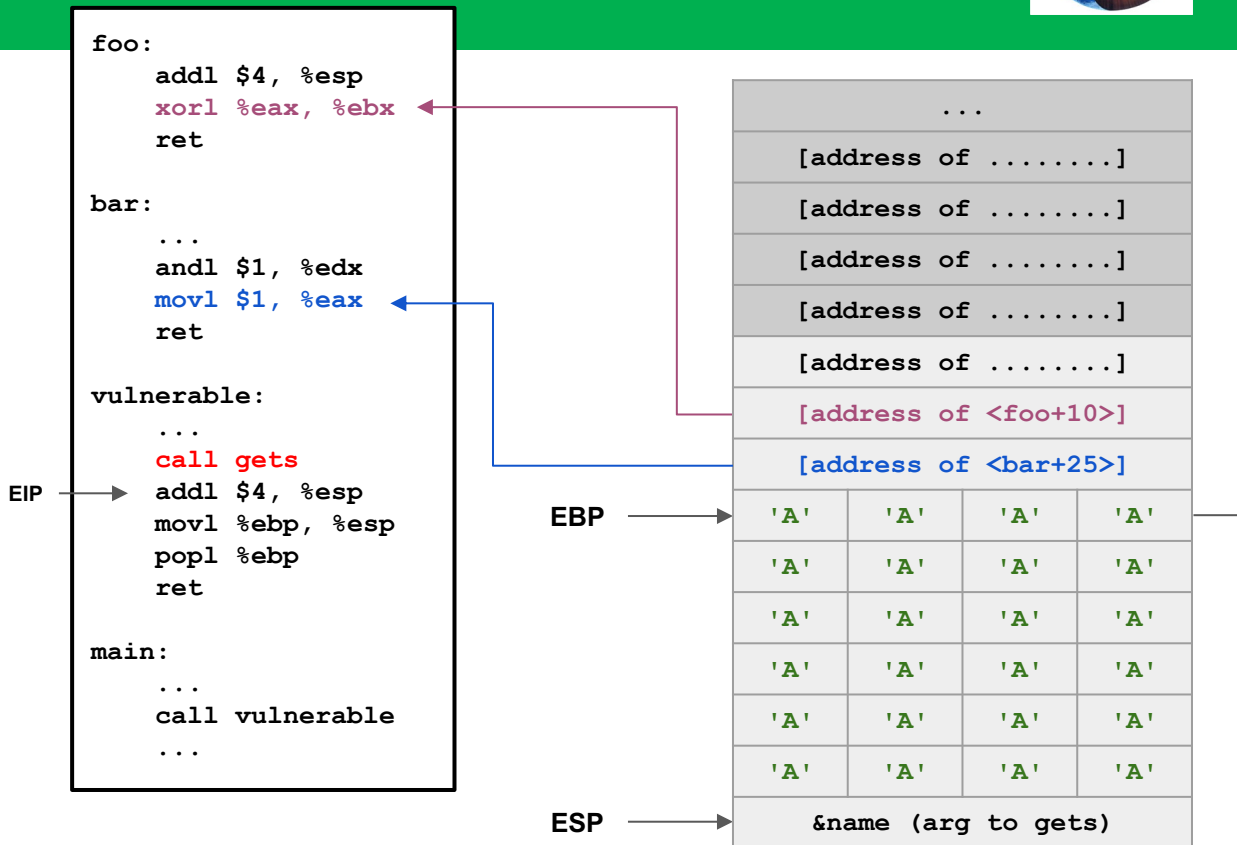 foo:
addl $4, %esp
xorl %eax, %ebx
ret
bar:
...
andl $1, %edx
movl $1, %eax
ret
vulnerable:
...
call gets
addl $4, %esp
movl %ebp, %esp
popl %ebp
ret
main:
...
call vulnerable
...
EIP
EBP
ESP
...
[address of ........]
[address of ........]
[address of ........]
[address of ........]
[address of ........]
[address of <foo+10>]
[address of <bar+25>]
'A' 'A' 'A' 'A'
'A' 'A' 'A' 'A'
'A' 'A' 'A' 'A'
'A' 'A' 'A' 'A'
'A' 'A' 'A' 'A'
'A' 'A' 'A' 'A'
&name (arg to gets)